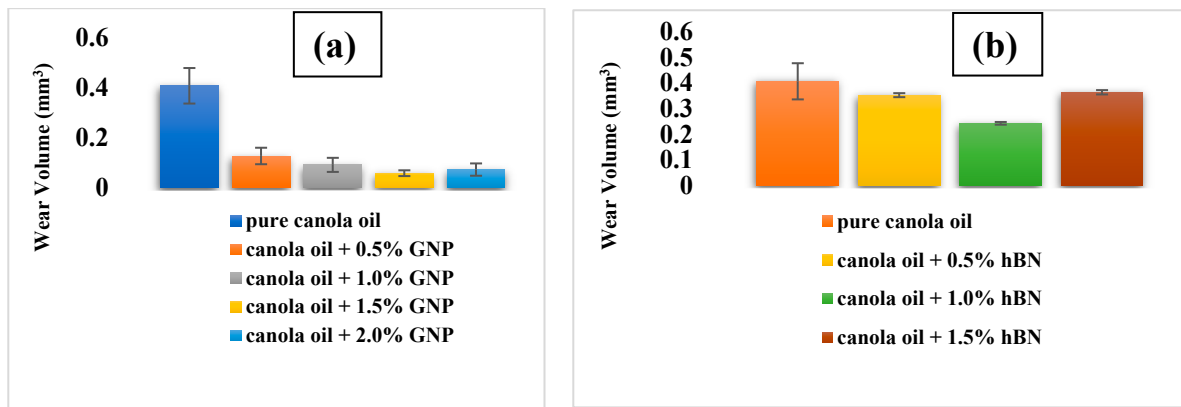 (a)
Wear Volume (mm³)
0.6
0.4
0.2
0
pure canola oil
canola oil + 0.5% GNP
canola oil + 1.0% GNP
canola oil + 1.5% GNP
canola oil + 2.0% GNP
(b)
Wear Volume (mm³)
0.6
0.5
0.4
0.3
0.2
0.1
0
pure canola oil
canola oil + 0.5% hBN
canola oil + 1.0% hBN
canola oil + 1.5% hBN